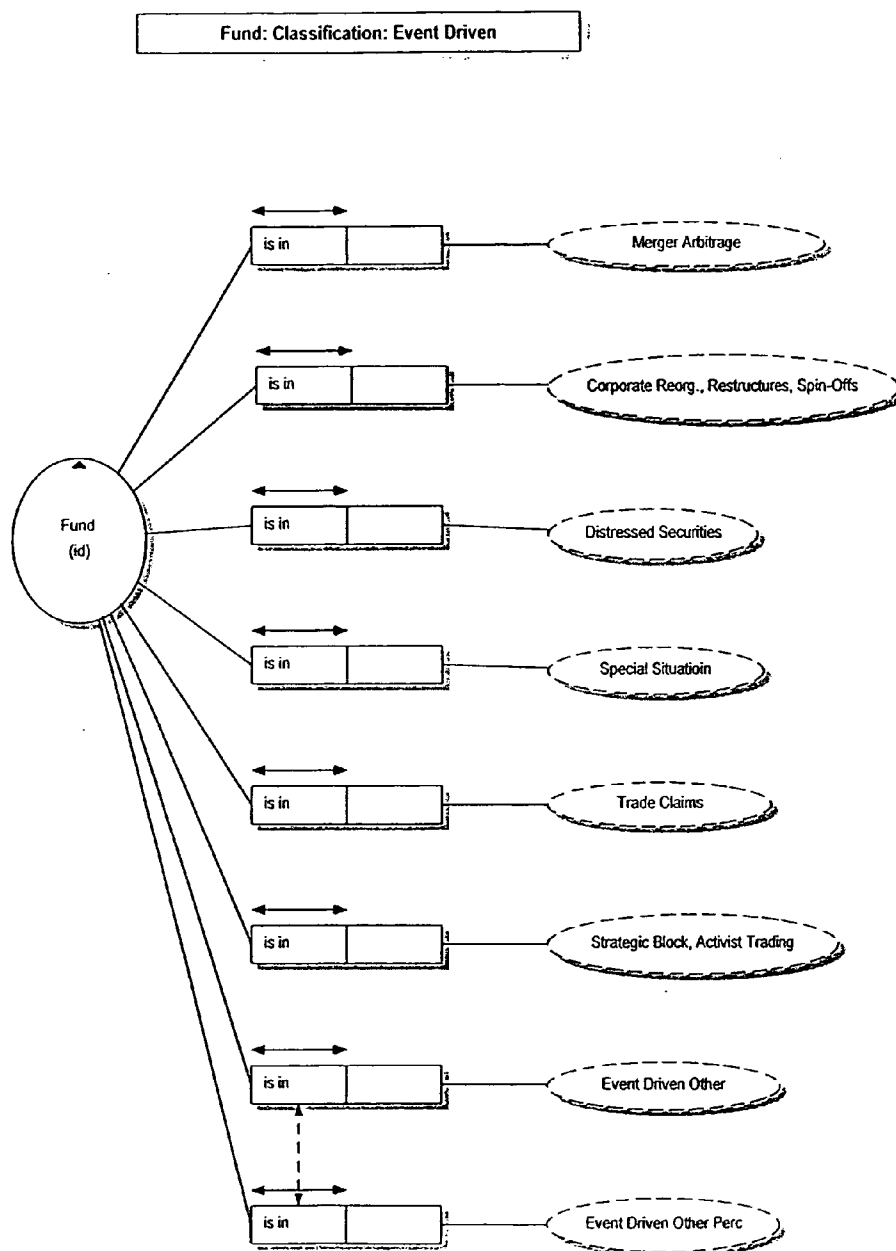 Fund: Classification: Event Driven
is in
Merger Arbitrage
is in
Corporate Reorg., Restructures, Spin-Offs
Fund
(id)
is in
Distressed Securities
is in
Special Situatioin
is in
Trade Claims
is in
Strategic Block, Activist Trading
is in
Event Driven Other
is in
Event Driven Other Perc